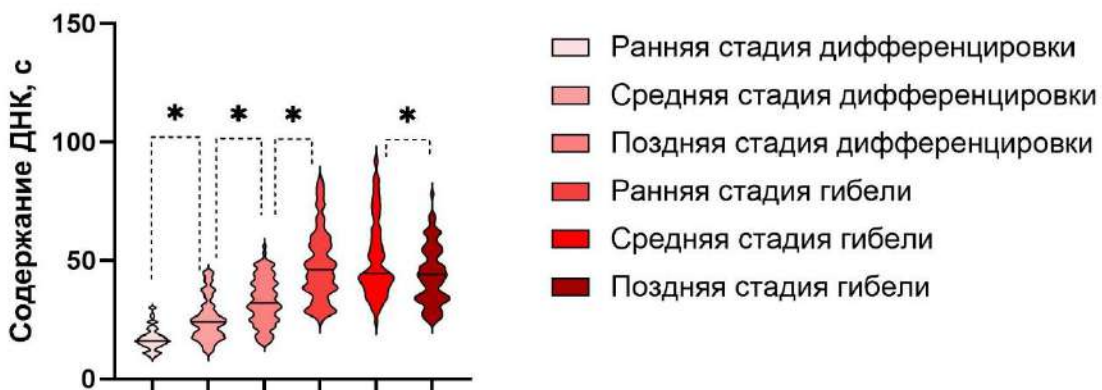 150
100
50
0
Содержание ДНК, с
* * * *
Ранняя стадия дифференцировки
Средняя стадия дифференцировки
Поздняя стадия дифференцировки
Ранняя стадия гибели
Средняя стадия гибели
Поздняя стадия гибели